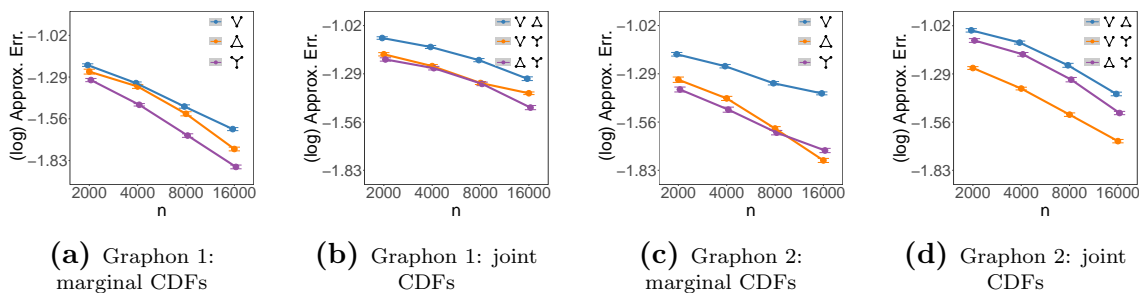 (log) Approx. Err.
−1.02
−1.29
−1.56
−1.83
2000 4000 8000 16000
n
(a) Graphon 1:
marginal CDFs
(log) Approx. Err.
−1.02
−1.29
−1.56
−1.83
2000 4000 8000 16000
n
(b) Graphon 1: joint
CDFs
(log) Approx. Err.
−1.02
−1.29
−1.56
−1.83
2000 4000 8000 16000
n
(c) Graphon 2:
marginal CDFs
(log) Approx. Err.
−1.02
−1.29
−1.56
−1.83
2000 4000 8000 16000
n
(d) Graphon 2: joint
CDFs